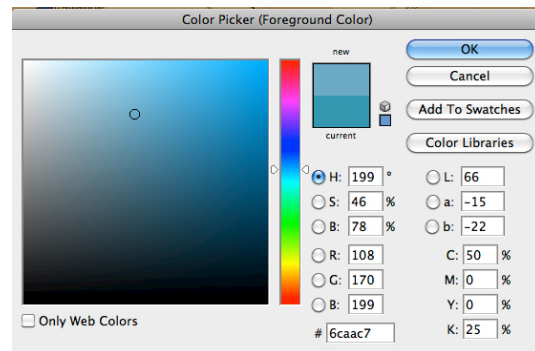 Color Picker (Foreground Color)
new
current
OK
Cancel
Add To Swatches
Color Libraries
H: 199 °
S: 46 %
B: 78 %
R: 108
G: 170
B: 199
# 6caac7
L: 66
a: -15
b: -22
C: 50 %
M: 0 %
Y: 0 %
K: 25 %
Only Web Colors